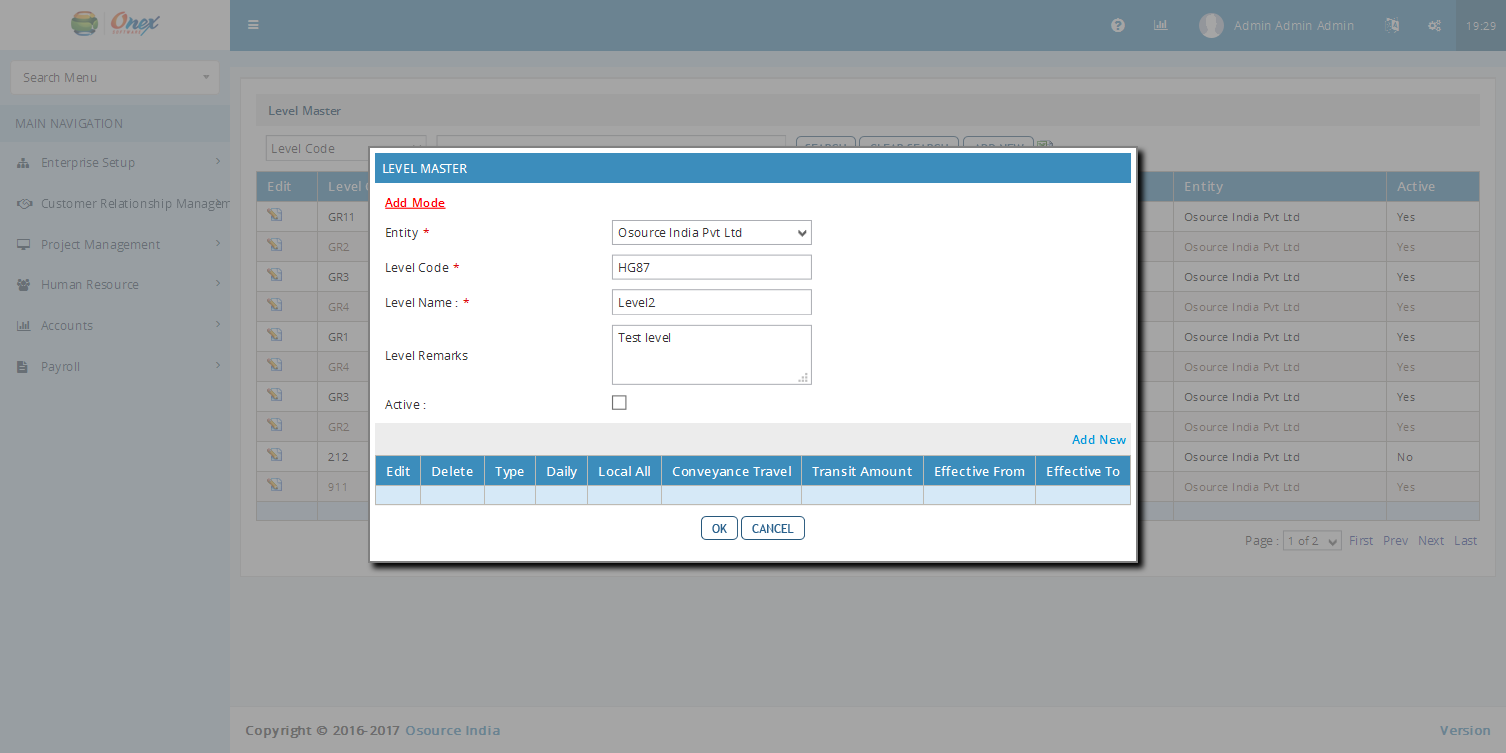 Onex
SOFTWARE
Admin Admin Admin
19:29
Search Menu
MAIN NAVIGATION
Enterprise Setup
Customer Relationship Managem
Project Management
Human Resource
Accounts
Payroll
Level Master
Level Code
SEARCH CLEAR SEARCH ADD NEW
Edit Level Entity Active
GR11 Osource India Pvt Ltd Yes
GR2 Osource India Pvt Ltd Yes
GR3 Osource India Pvt Ltd Yes
GR4 Osource India Pvt Ltd Yes
GR1 Osource India Pvt Ltd Yes
GR4 Osource India Pvt Ltd Yes
GR3 Osource India Pvt Ltd Yes
GR2 Osource India Pvt Ltd Yes
212 Osource India Pvt Ltd No
911 Osource India Pvt Ltd Yes
Page : 1 of 2 First Prev Next Last
LEVEL MASTER
Add Mode
Entity * Osource India Pvt Ltd
Level Code * HG87
Level Name : * Level2
Level Remarks Test level
Active :
Add New
Edit Delete Type Daily Local All Conveyance Travel Transit Amount Effective From Effective To
OK CANCEL
Copyright © 2016-2017 Osource India
Version